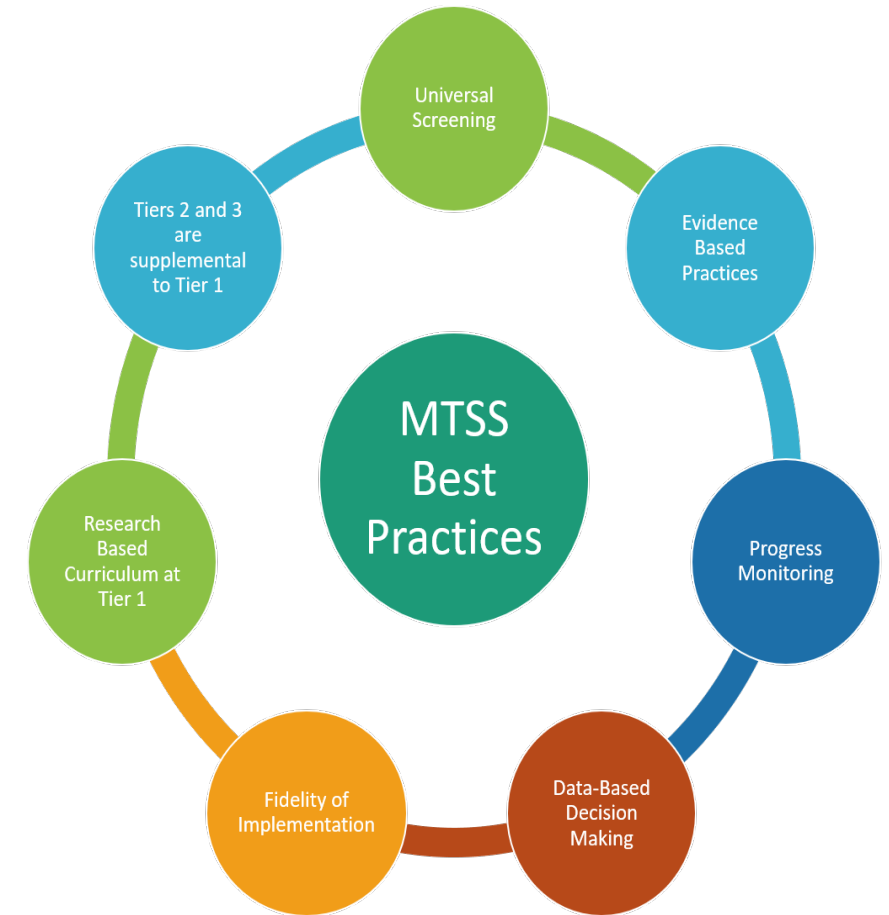 Universal
Screening
Evidence
Based
Practices
Progress
Monitoring
Data-Based
Decision
Making
Fidelity of
Implementation
Research
Based
Curriculum at
Tier 1
Tiers 2 and 3
are
supplemental
to Tier 1
MTSS
Best
Practices